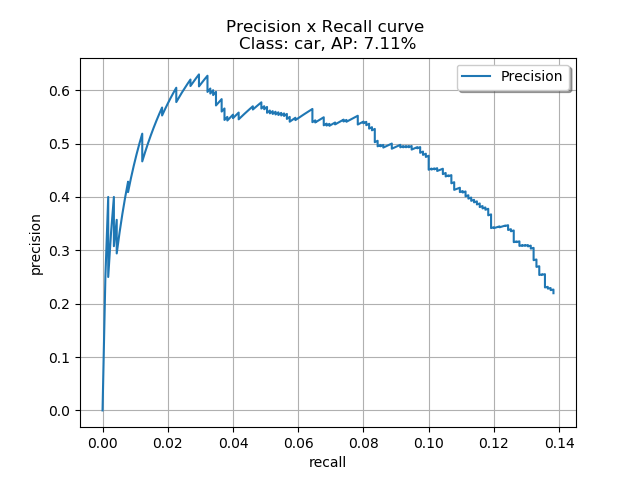 Precision x Recall curve
Class: car, AP: 7.11%
Precision
precision
0.6
0.5
0.4
0.3
0.2
0.1
0.0
0.00 0.02 0.04 0.06 0.08 0.10 0.12 0.14
recall